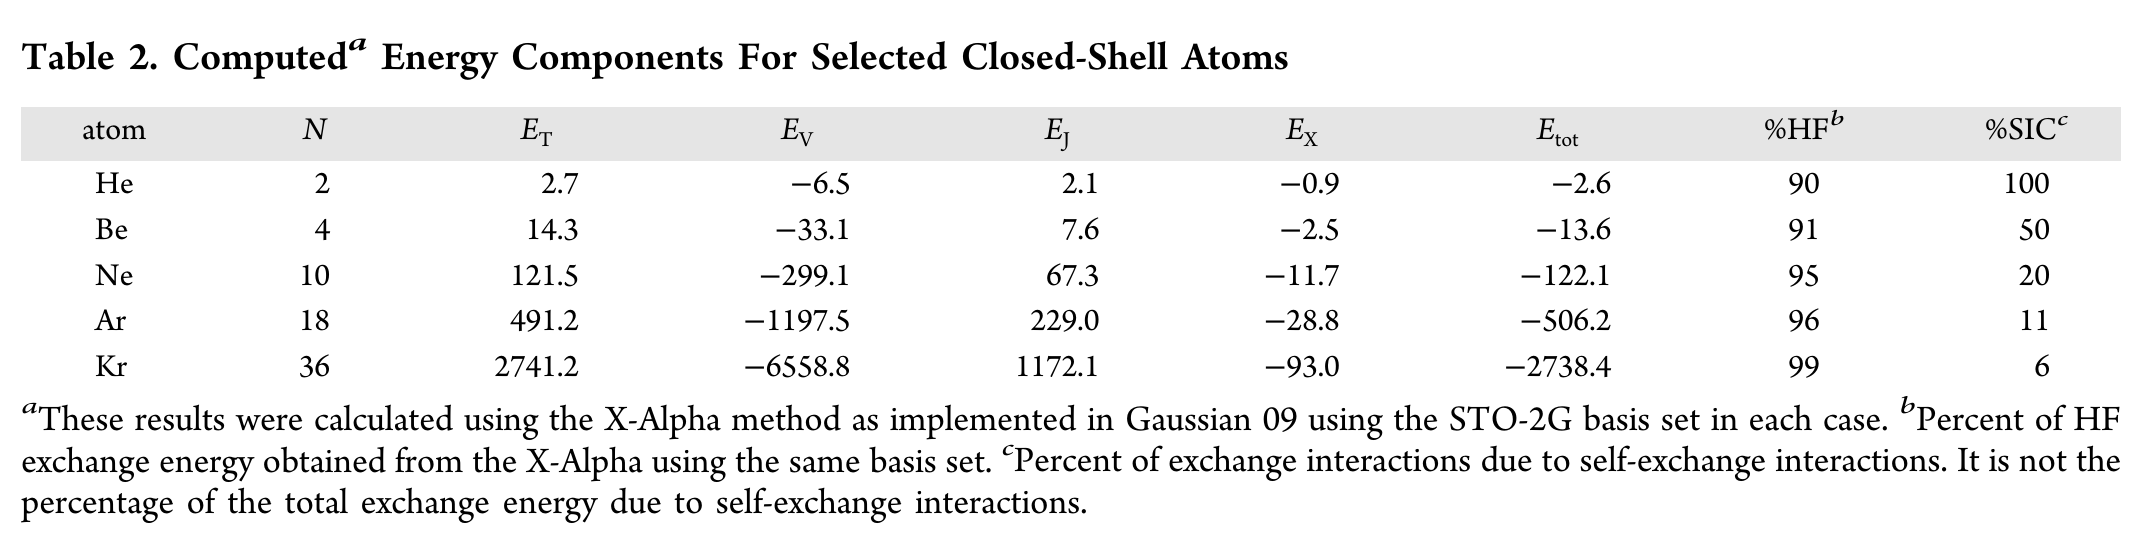 Table 2. Computedᵃ Energy Components For Selected Closed-Shell Atoms
atom N E_T E_V E_J E_X E_tot %HFᵇ %SICᶜ
He 2 2.7 −6.5 2.1 −0.9 −2.6 90 100
Be 4 14.3 −33.1 7.6 −2.5 −13.6 91 50
Ne 10 121.5 −299.1 67.3 −11.7 −122.1 95 20
Ar 18 491.2 −1197.5 229.0 −28.8 −506.2 96 11
Kr 36 2741.2 −6558.8 1172.1 −93.0 −2738.4 99 6
ᵃThese results were calculated using the X-Alpha method as implemented in Gaussian 09 using the STO-2G basis set in each case. ᵇPercent of HF
exchange energy obtained from the X-Alpha using the same basis set. ᶜPercent of exchange interactions due to self-exchange interactions. It is not the
percentage of the total exchange energy due to self-exchange interactions.